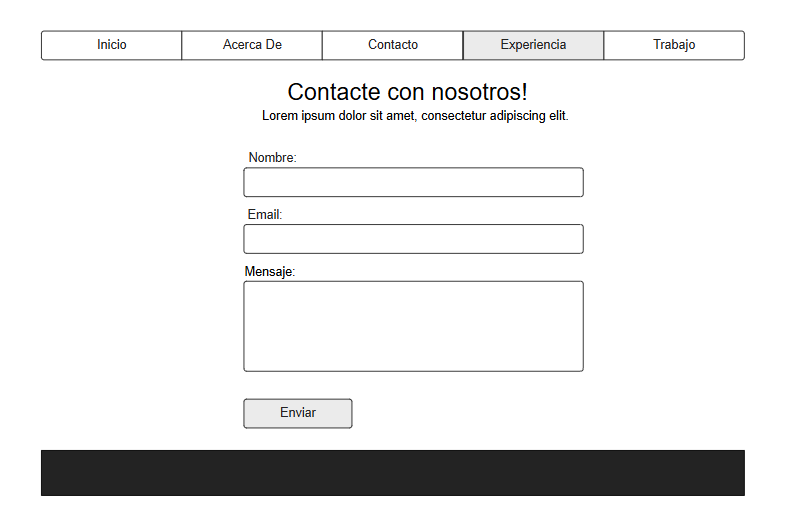 Inicio Acerca De Contacto Experiencia Trabajo
Contacte con nosotros!
Lorem ipsum dolor sit amet, consectetur adipiscing elit.
Nombre:
Email:
Mensaje:
Enviar